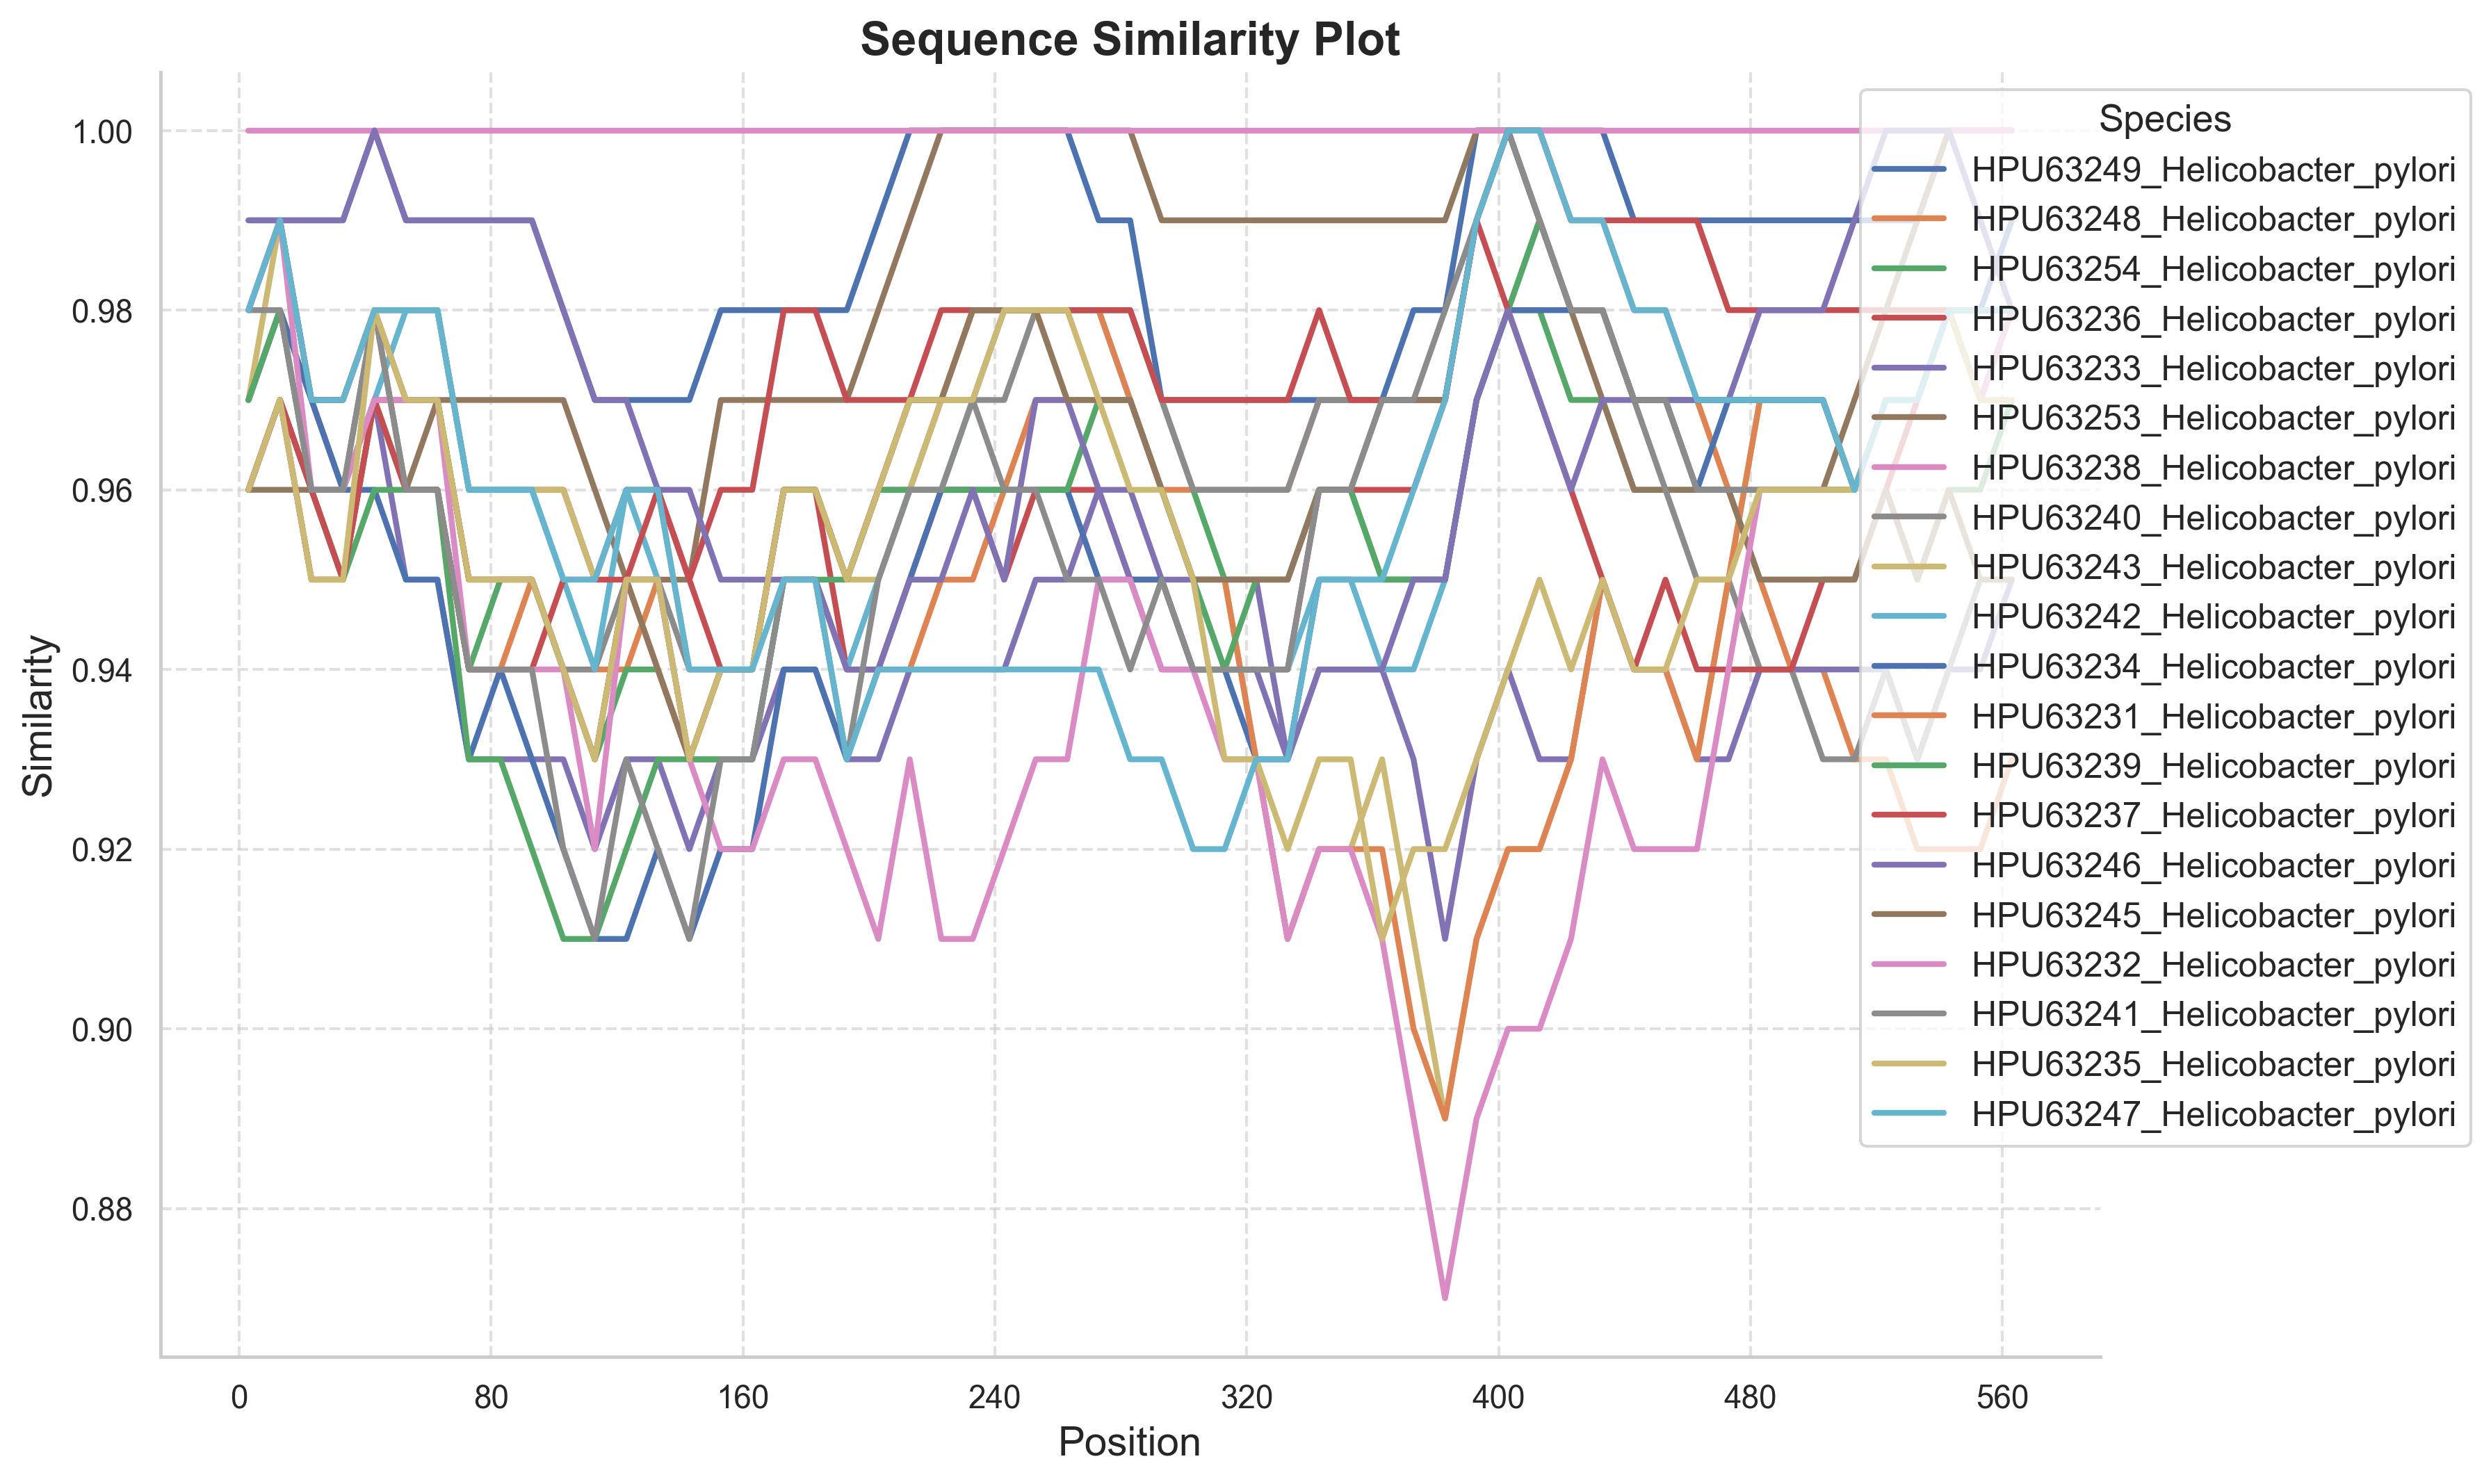 Sequence Similarity Plot
Similarity
1.00
0.98
0.96
0.94
0.92
0.90
0.88
0
80
160
240
320
400
480
560
Position
Species
HPU63249_Helicobacter_pylori
HPU63248_Helicobacter_pylori
HPU63254_Helicobacter_pylori
HPU63236_Helicobacter_pylori
HPU63233_Helicobacter_pylori
HPU63253_Helicobacter_pylori
HPU63238_Helicobacter_pylori
HPU63240_Helicobacter_pylori
HPU63243_Helicobacter_pylori
HPU63242_Helicobacter_pylori
HPU63234_Helicobacter_pylori
HPU63231_Helicobacter_pylori
HPU63239_Helicobacter_pylori
HPU63237_Helicobacter_pylori
HPU63246_Helicobacter_pylori
HPU63245_Helicobacter_pylori
HPU63232_Helicobacter_pylori
HPU63241_Helicobacter_pylori
HPU63235_Helicobacter_pylori
HPU63247_Helicobacter_pylori